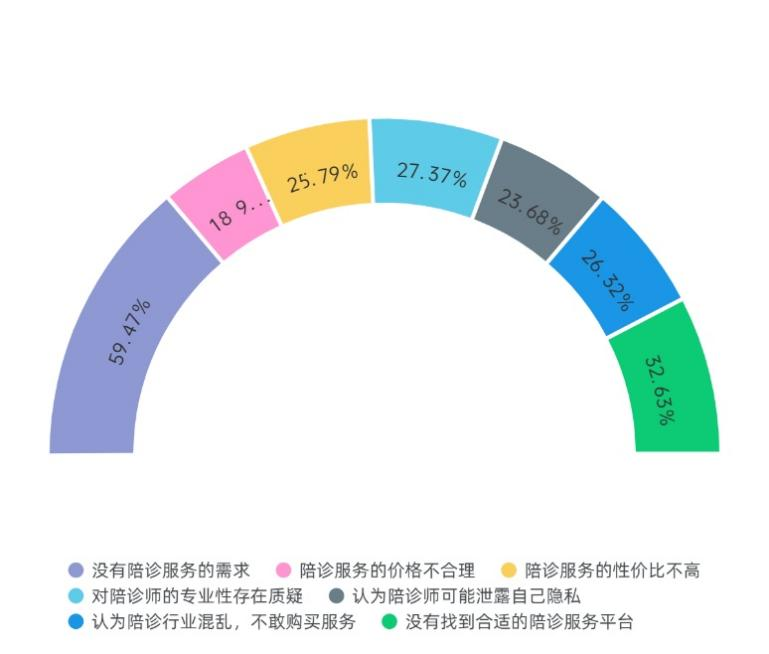 59.47%
18 9...
25.79%
27.37%
23.68%
26.32%
32.63%
没有陪诊服务的需求 陪诊服务的价格不合理 陪诊服务的性价比不高
对陪诊师的专业性存在质疑 认为陪诊师可能泄露自己隐私
认为陪诊行业混乱，不敢购买服务 没有找到合适的陪诊服务平台